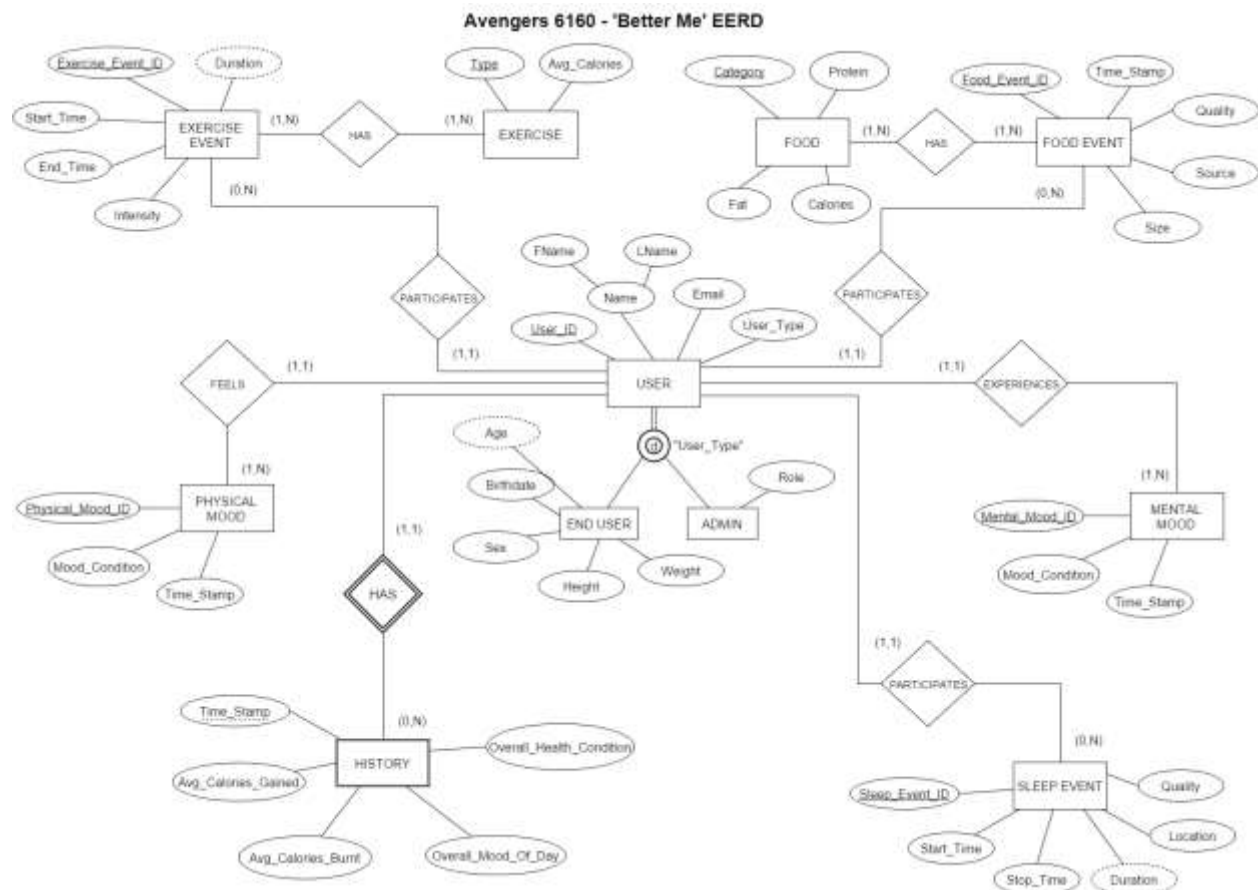 Avengers 6160 - 'Better Me' EERD
Exercise_Event_ID
Duration
Start_Time
End_Time
Intensity
EXERCISE
EVENT
(1,N)
HAS
(1,N)
Type
Avg_Calories
EXERCISE
Category
Protein
FOOD
Fat
Calories
(1,N)
HAS
(1,N)
Food_Event_ID
Time_Stamp
Quality
Source
Size
FOOD EVENT
(0,N)
(0,N)
PARTICIPATES
(1,1)
FName
LName
Name
Email
User_ID
User_Type
USER
PARTICIPATES
(1,1)
FEELS
(1,1)
(1,N)
Physical_Mood_ID
PHYSICAL
MOOD
Mood_Condition
Time_Stamp
(1,1)
EXPERIENCES
(1,N)
Mental_Mood_ID
MENTAL
MOOD
Mood_Condition
Time_Stamp
d
"User_Type"
Age
Birthdate
Sex
Height
Weight
END USER
Role
ADMIN
(1,1)
HAS
(0,N)
Time_Stamp
Overall_Health_Condition
HISTORY
Avg_Calories_Gained
Avg_Calories_Burnt
Overall_Mood_Of_Day
(1,1)
PARTICIPATES
(0,N)
Sleep_Event_ID
SLEEP EVENT
Quality
Location
Start_Time
Stop_Time
Duration